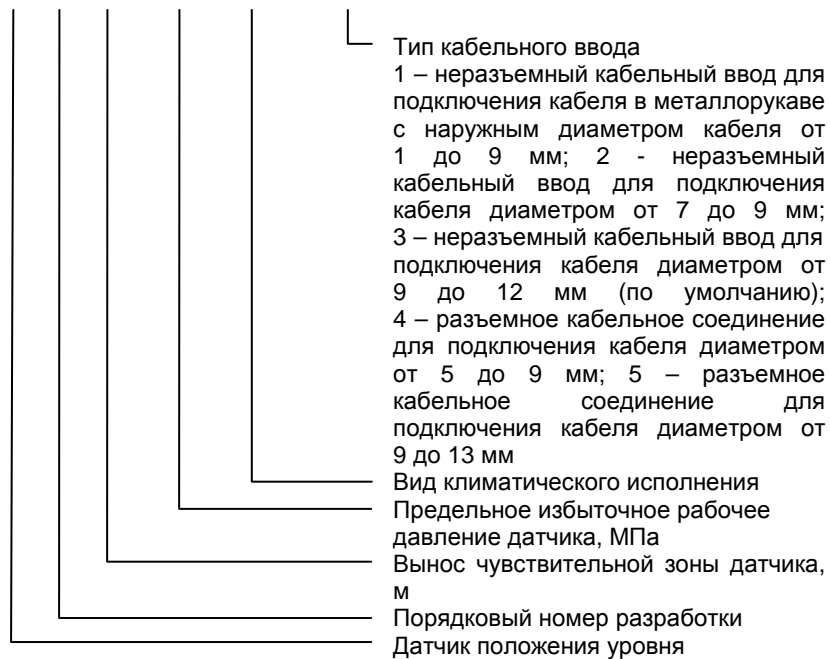 Тип кабельного ввода
1 – неразъемный кабельный ввод для
подключения кабеля в металлорукаве
с наружным диаметром кабеля от
1 до 9 мм; 2 - неразъемный
кабельный ввод для подключения
кабеля диаметром от 7 до 9 мм;
3 – неразъемный кабельный ввод для
подключения кабеля диаметром от
9 до 12 мм (по умолчанию);
4 – разъемное кабельное соединение
для подключения кабеля диаметром
от 5 до 9 мм; 5 – разъемное
кабельное соединение для
подключения кабеля диаметром от
9 до 13 мм
Вид климатического исполнения
Предельное избыточное рабочее
давление датчика, МПа
Вынос чувствительной зоны датчика,
м
Порядковый номер разработки
Датчик положения уровня